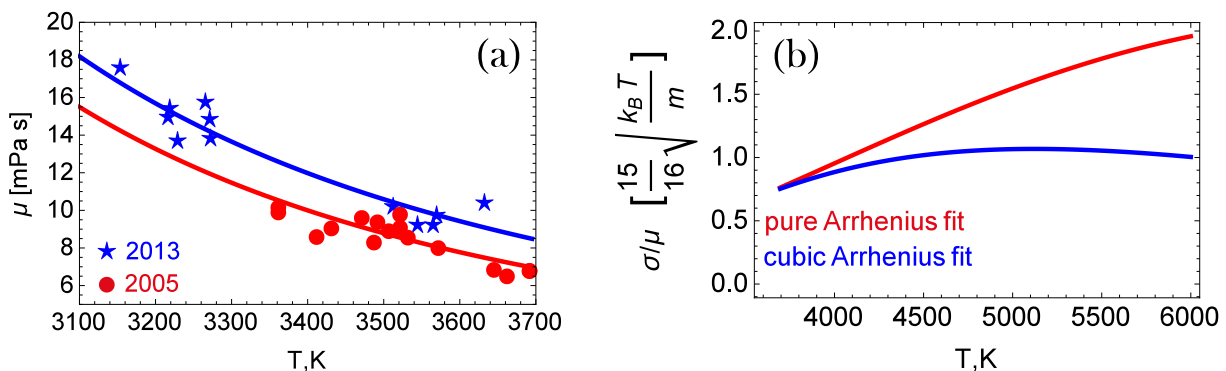 (a)
μ [mPa s]
20
18
16
14
12
10
8
6
★ 2013
● 2005
3100 3200 3300 3400 3500 3600 3700
T,K
(b)
σ/μ [15/16 √(k_B T/m)]
2.0
1.5
1.0
0.5
0.0
pure Arrhenius fit
cubic Arrhenius fit
4000 4500 5000 5500 6000
T,K